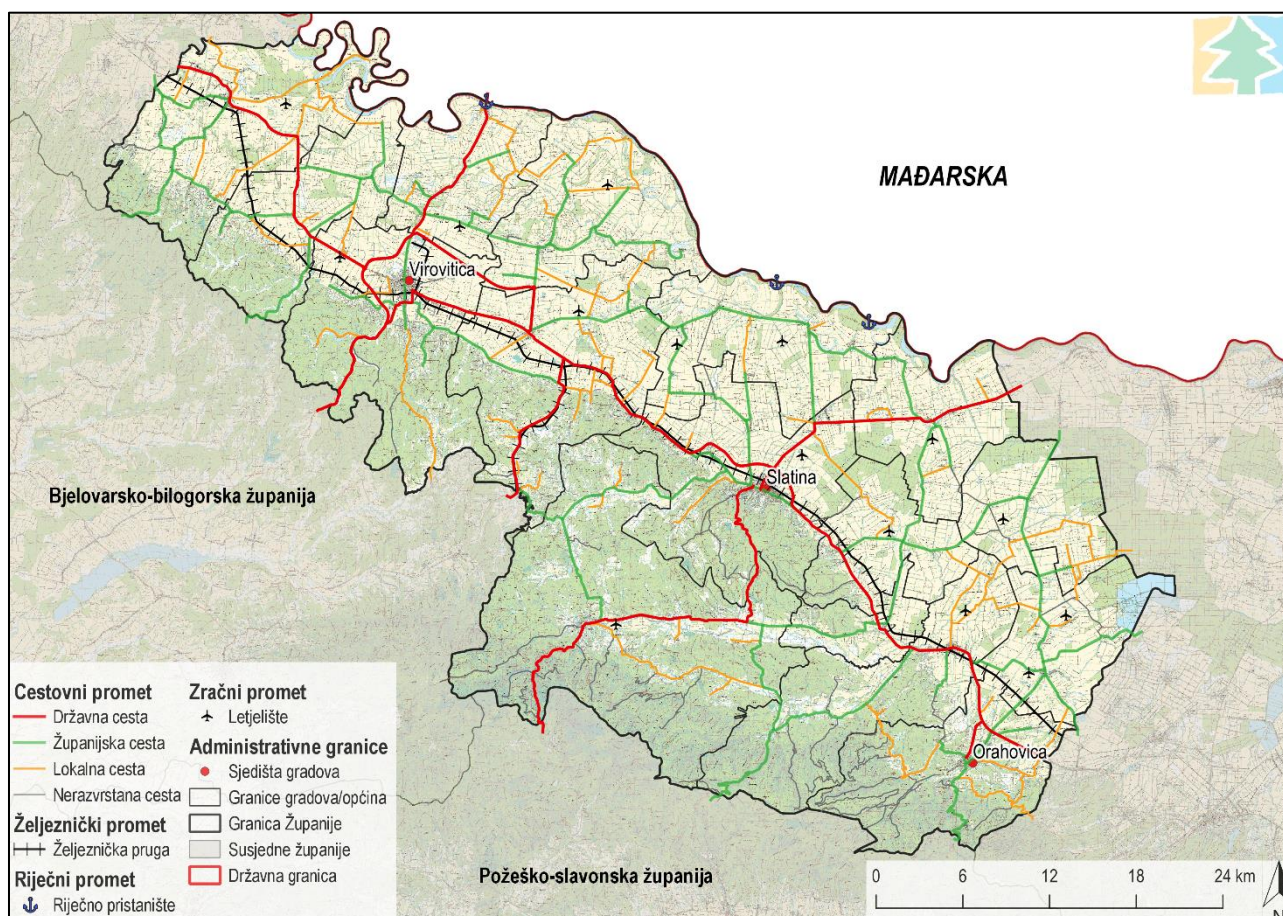 MAĐARSKA
Virovitica
Slatina
Bjelovarsko-bilogorska županija
Orahovica
Požeško-slavonska županija
Cestovni promet
Državna cesta
Županijska cesta
Lokalna cesta
Nerazvrstana cesta
Željeznički promet
Željeznička pruga
Riječni promet
Riječno pristanište
Zračni promet
Letjelište
Administrativne granice
Sjedišta gradova
Granice gradova/općina
Granica Županije
Susjedne županije
Državna granica
0 6 12 18 24 km
N